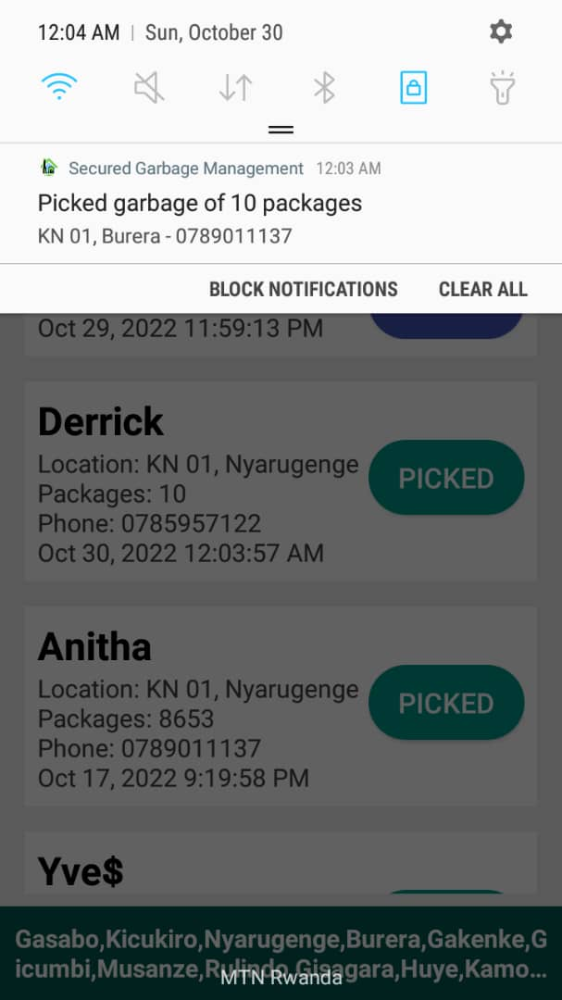 12:04 AM | Sun, October 30
Secured Garbage Management 12:03 AM
Picked garbage of 10 packages
KN 01, Burera - 0789011137
BLOCK NOTIFICATIONS CLEAR ALL
Oct 29, 2022 11:59:13 PM
Derrick
Location: KN 01, Nyarugenge
Packages: 10
Phone: 0785957122
Oct 30, 2022 12:03:57 AM
PICKED
Anitha
Location: KN 01, Nyarugenge
Packages: 8653
Phone: 0789011137
Oct 17, 2022 9:19:58 PM
PICKED
Yve$
Gasabo,Kicukiro,Nyarugenge,Burera,Gakenke,G
icumbi,Musanze,Rulindo,Gisagara,Huye,Kamo...
MTN Rwanda